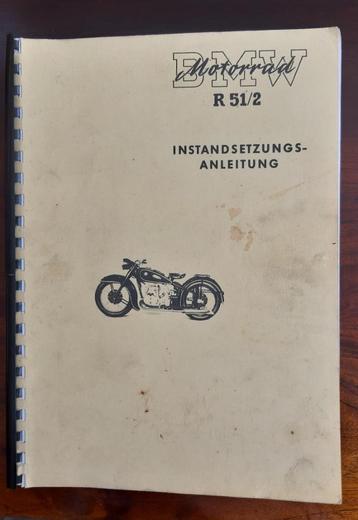 BMW
Motorrad
R 51/2
INSTANDSETZUNGS-
ANLEITUNG